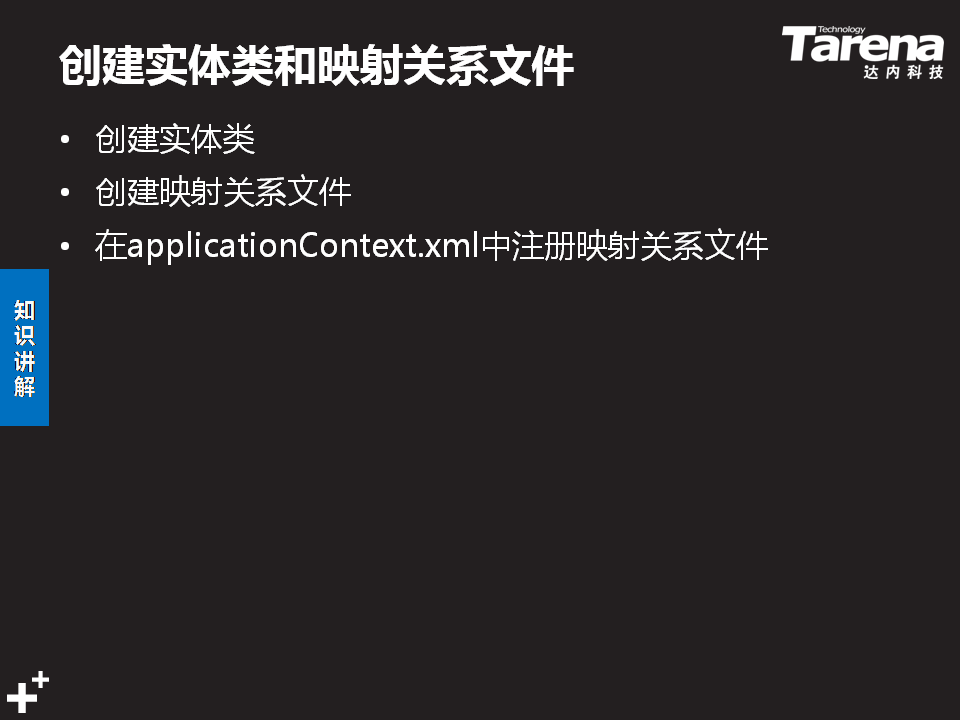 创建实体类和映射关系文件
Technology
Tarena
达内科技
• 创建实体类
• 创建映射关系文件
• 在applicationContext.xml中注册映射关系文件
知
识
讲
解